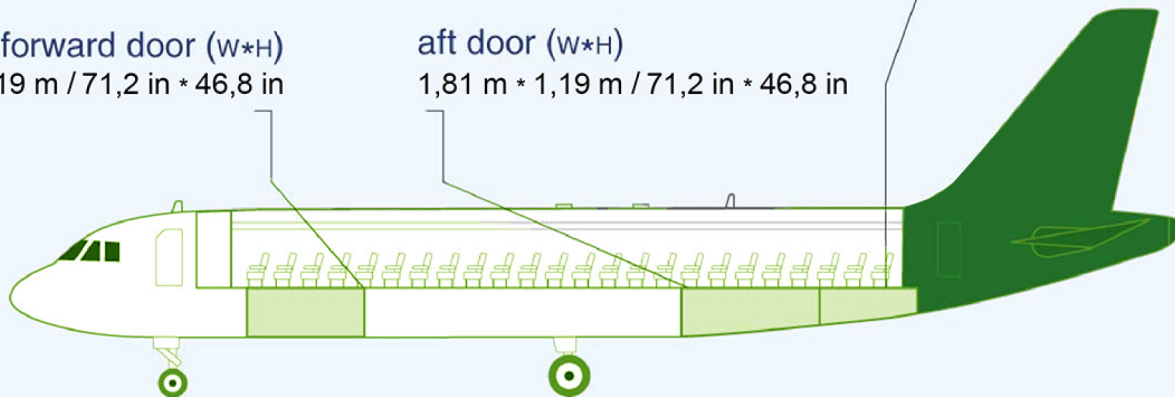 forward door (W*H)
19 m / 71,2 in * 46,8 in
aft door (W*H)
1,81 m * 1,19 m / 71,2 in * 46,8 in